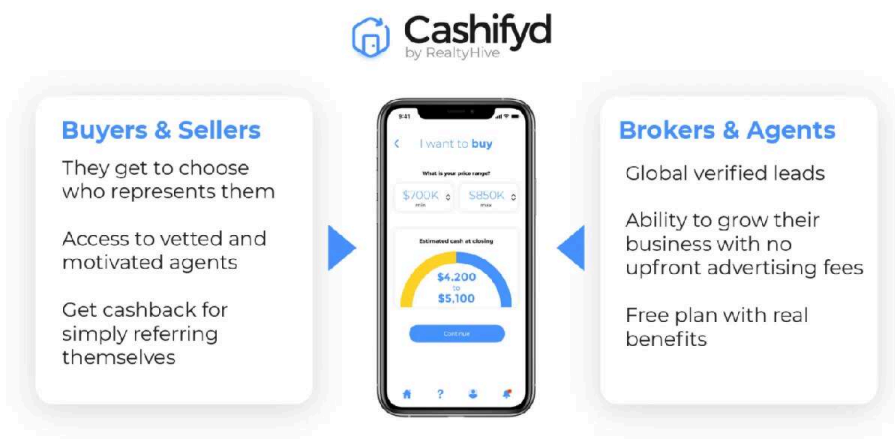 Cashifyd
by RealtyHive
Buyers & Sellers
They get to choose
who represents them
Access to vetted and
motivated agents
Get cashback for
simply referring
themselves
9:41
I want to buy
What is your price range?
$700K
min
$850K
max
Estimated cash at closing
$4,200
to
$5,100
Continue
?
Brokers & Agents
Global verified leads
Ability to grow their
business with no
upfront advertising fees
Free plan with real
benefits